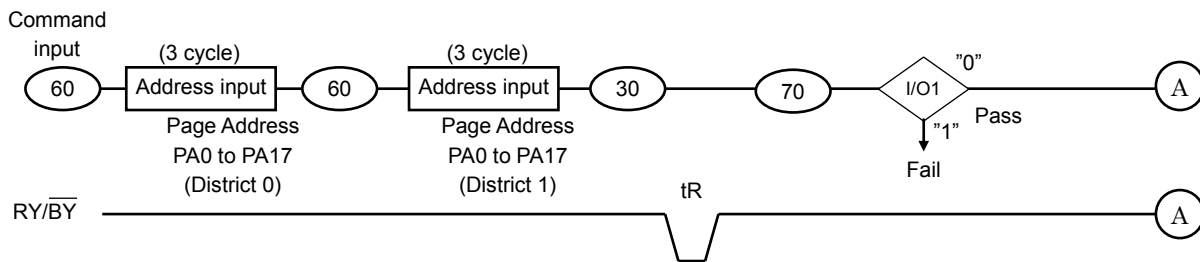 Command
input
(3 cycle)
(3 cycle)
"0"
60
Address input
60
Address input
30
70
I/O1
A
Page Address
PA0 to PA17
(District 0)
Page Address
PA0 to PA17
(District 1)
"1"
Pass
Fail
tR
RY/BY
A